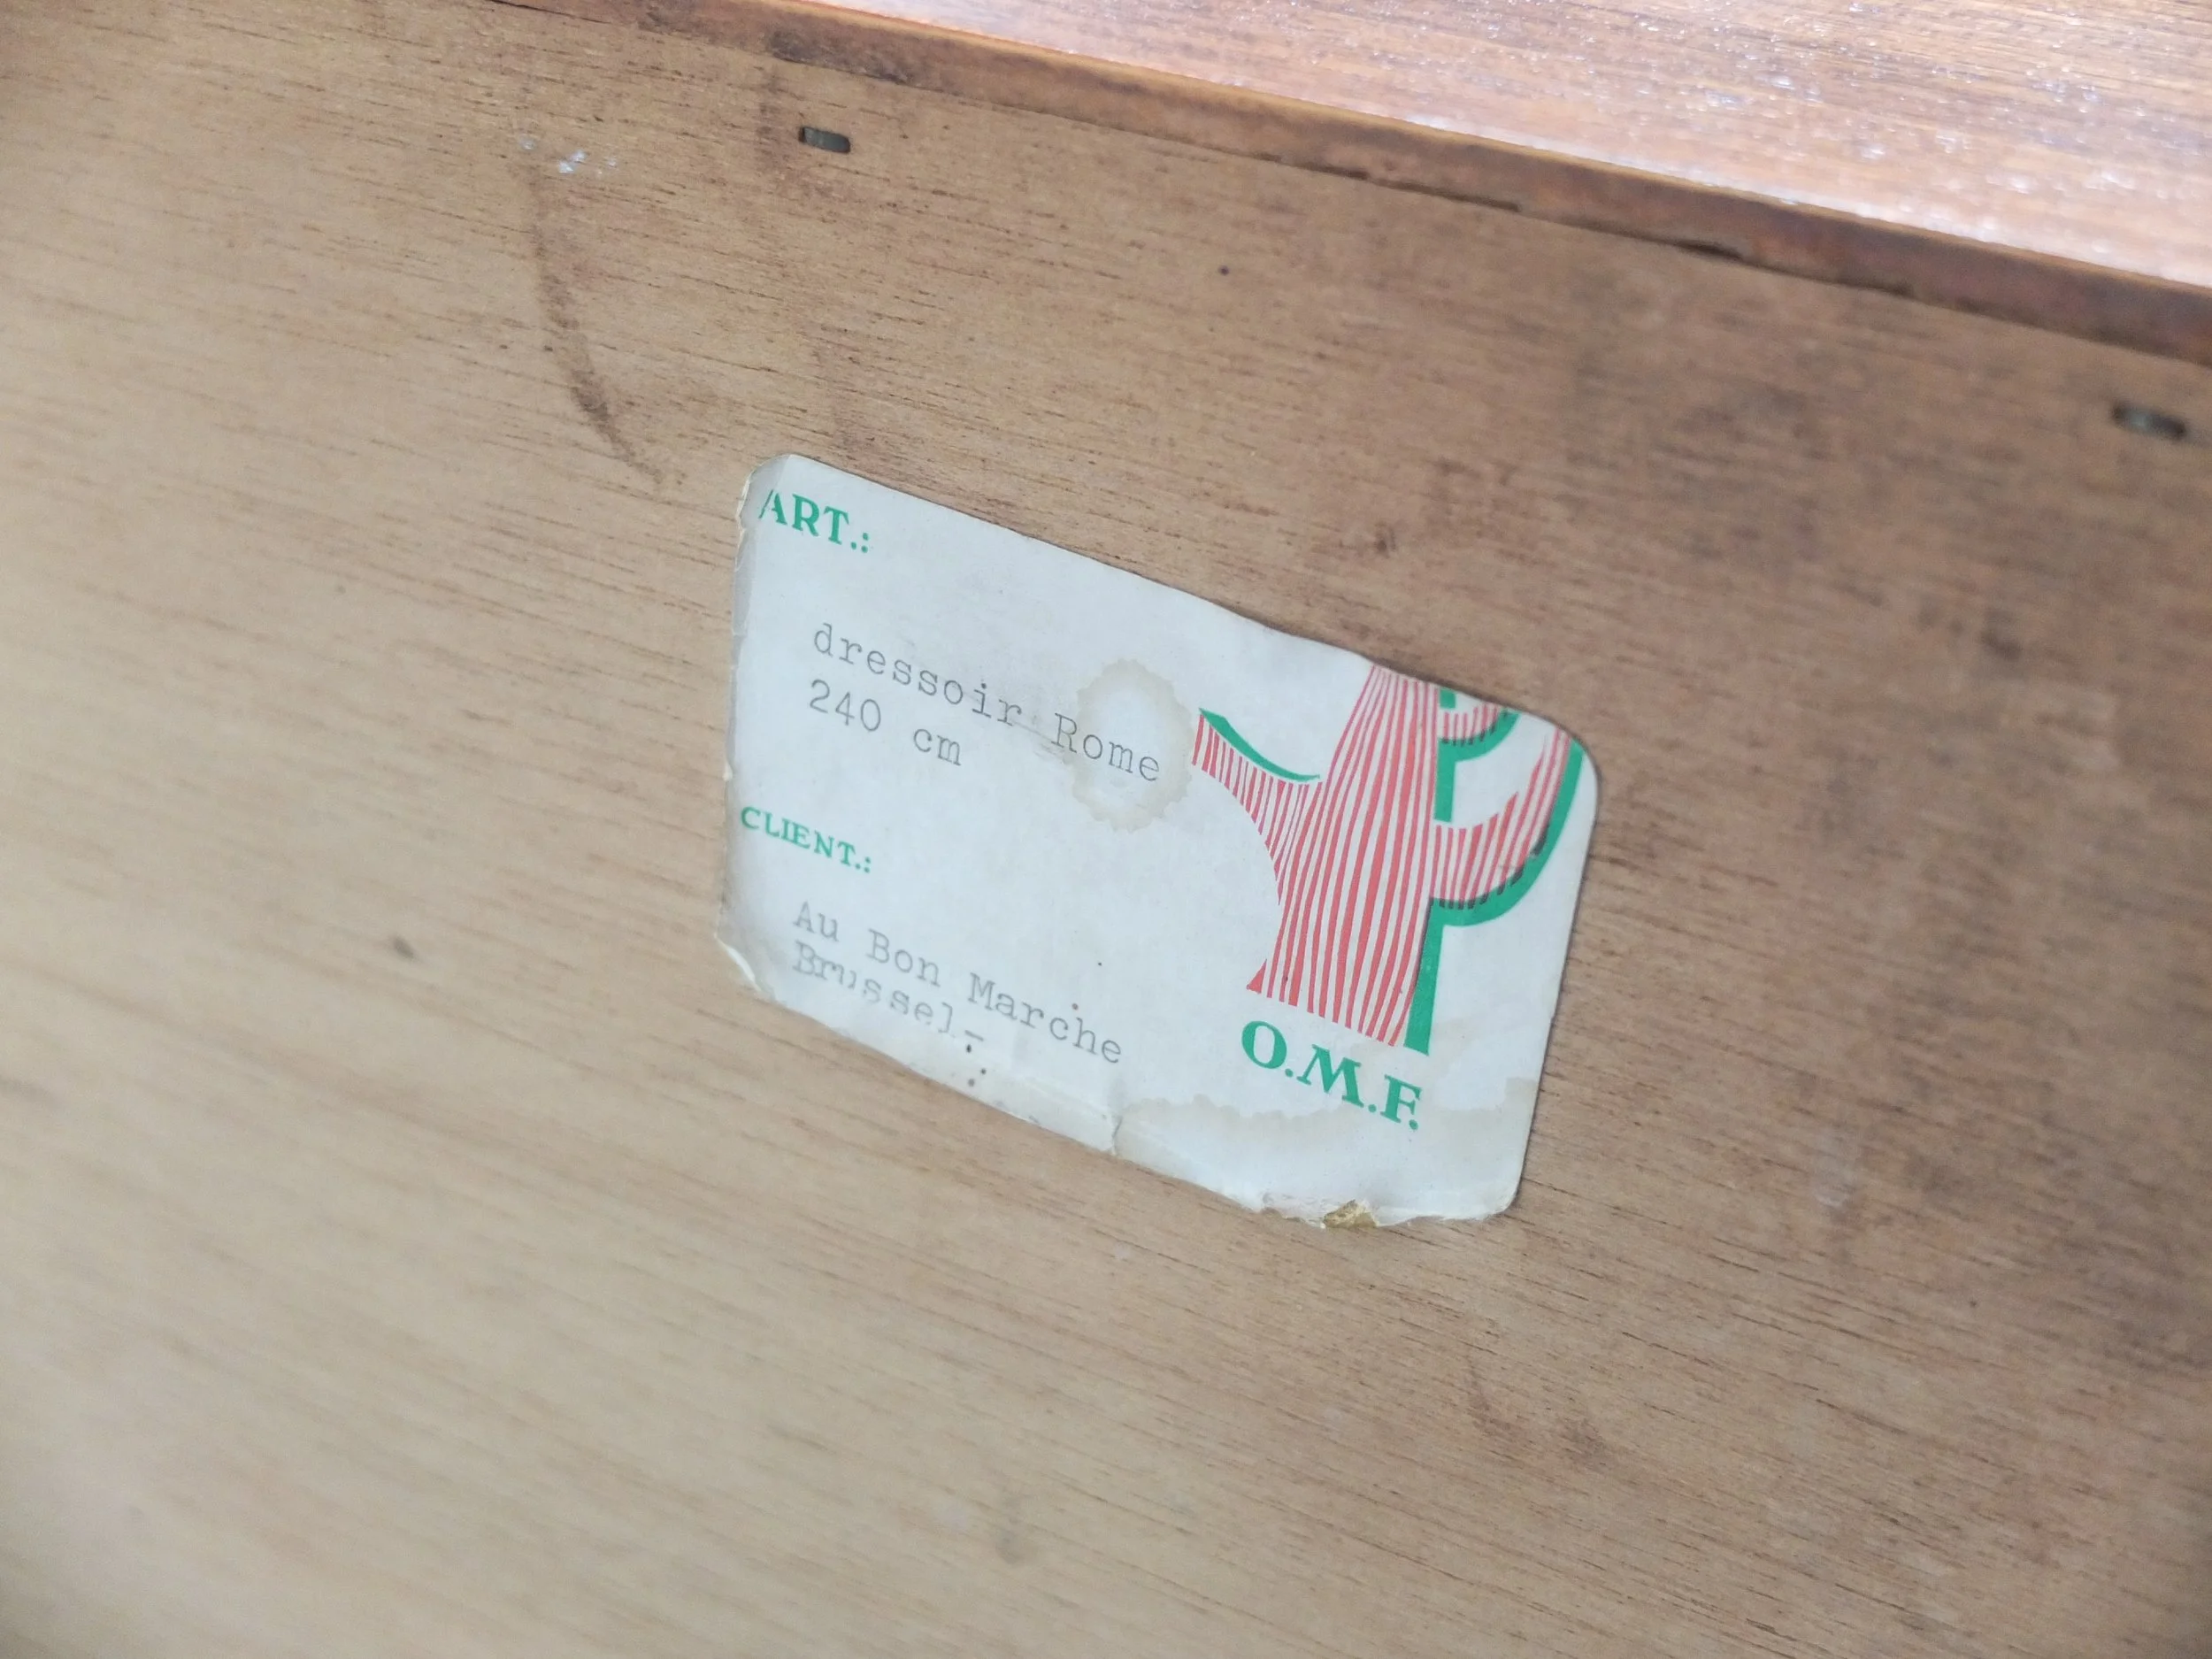 ART.:
dressoir Rome
240 cm
CLIENT.:
Au Bon Marche
O.M.F.